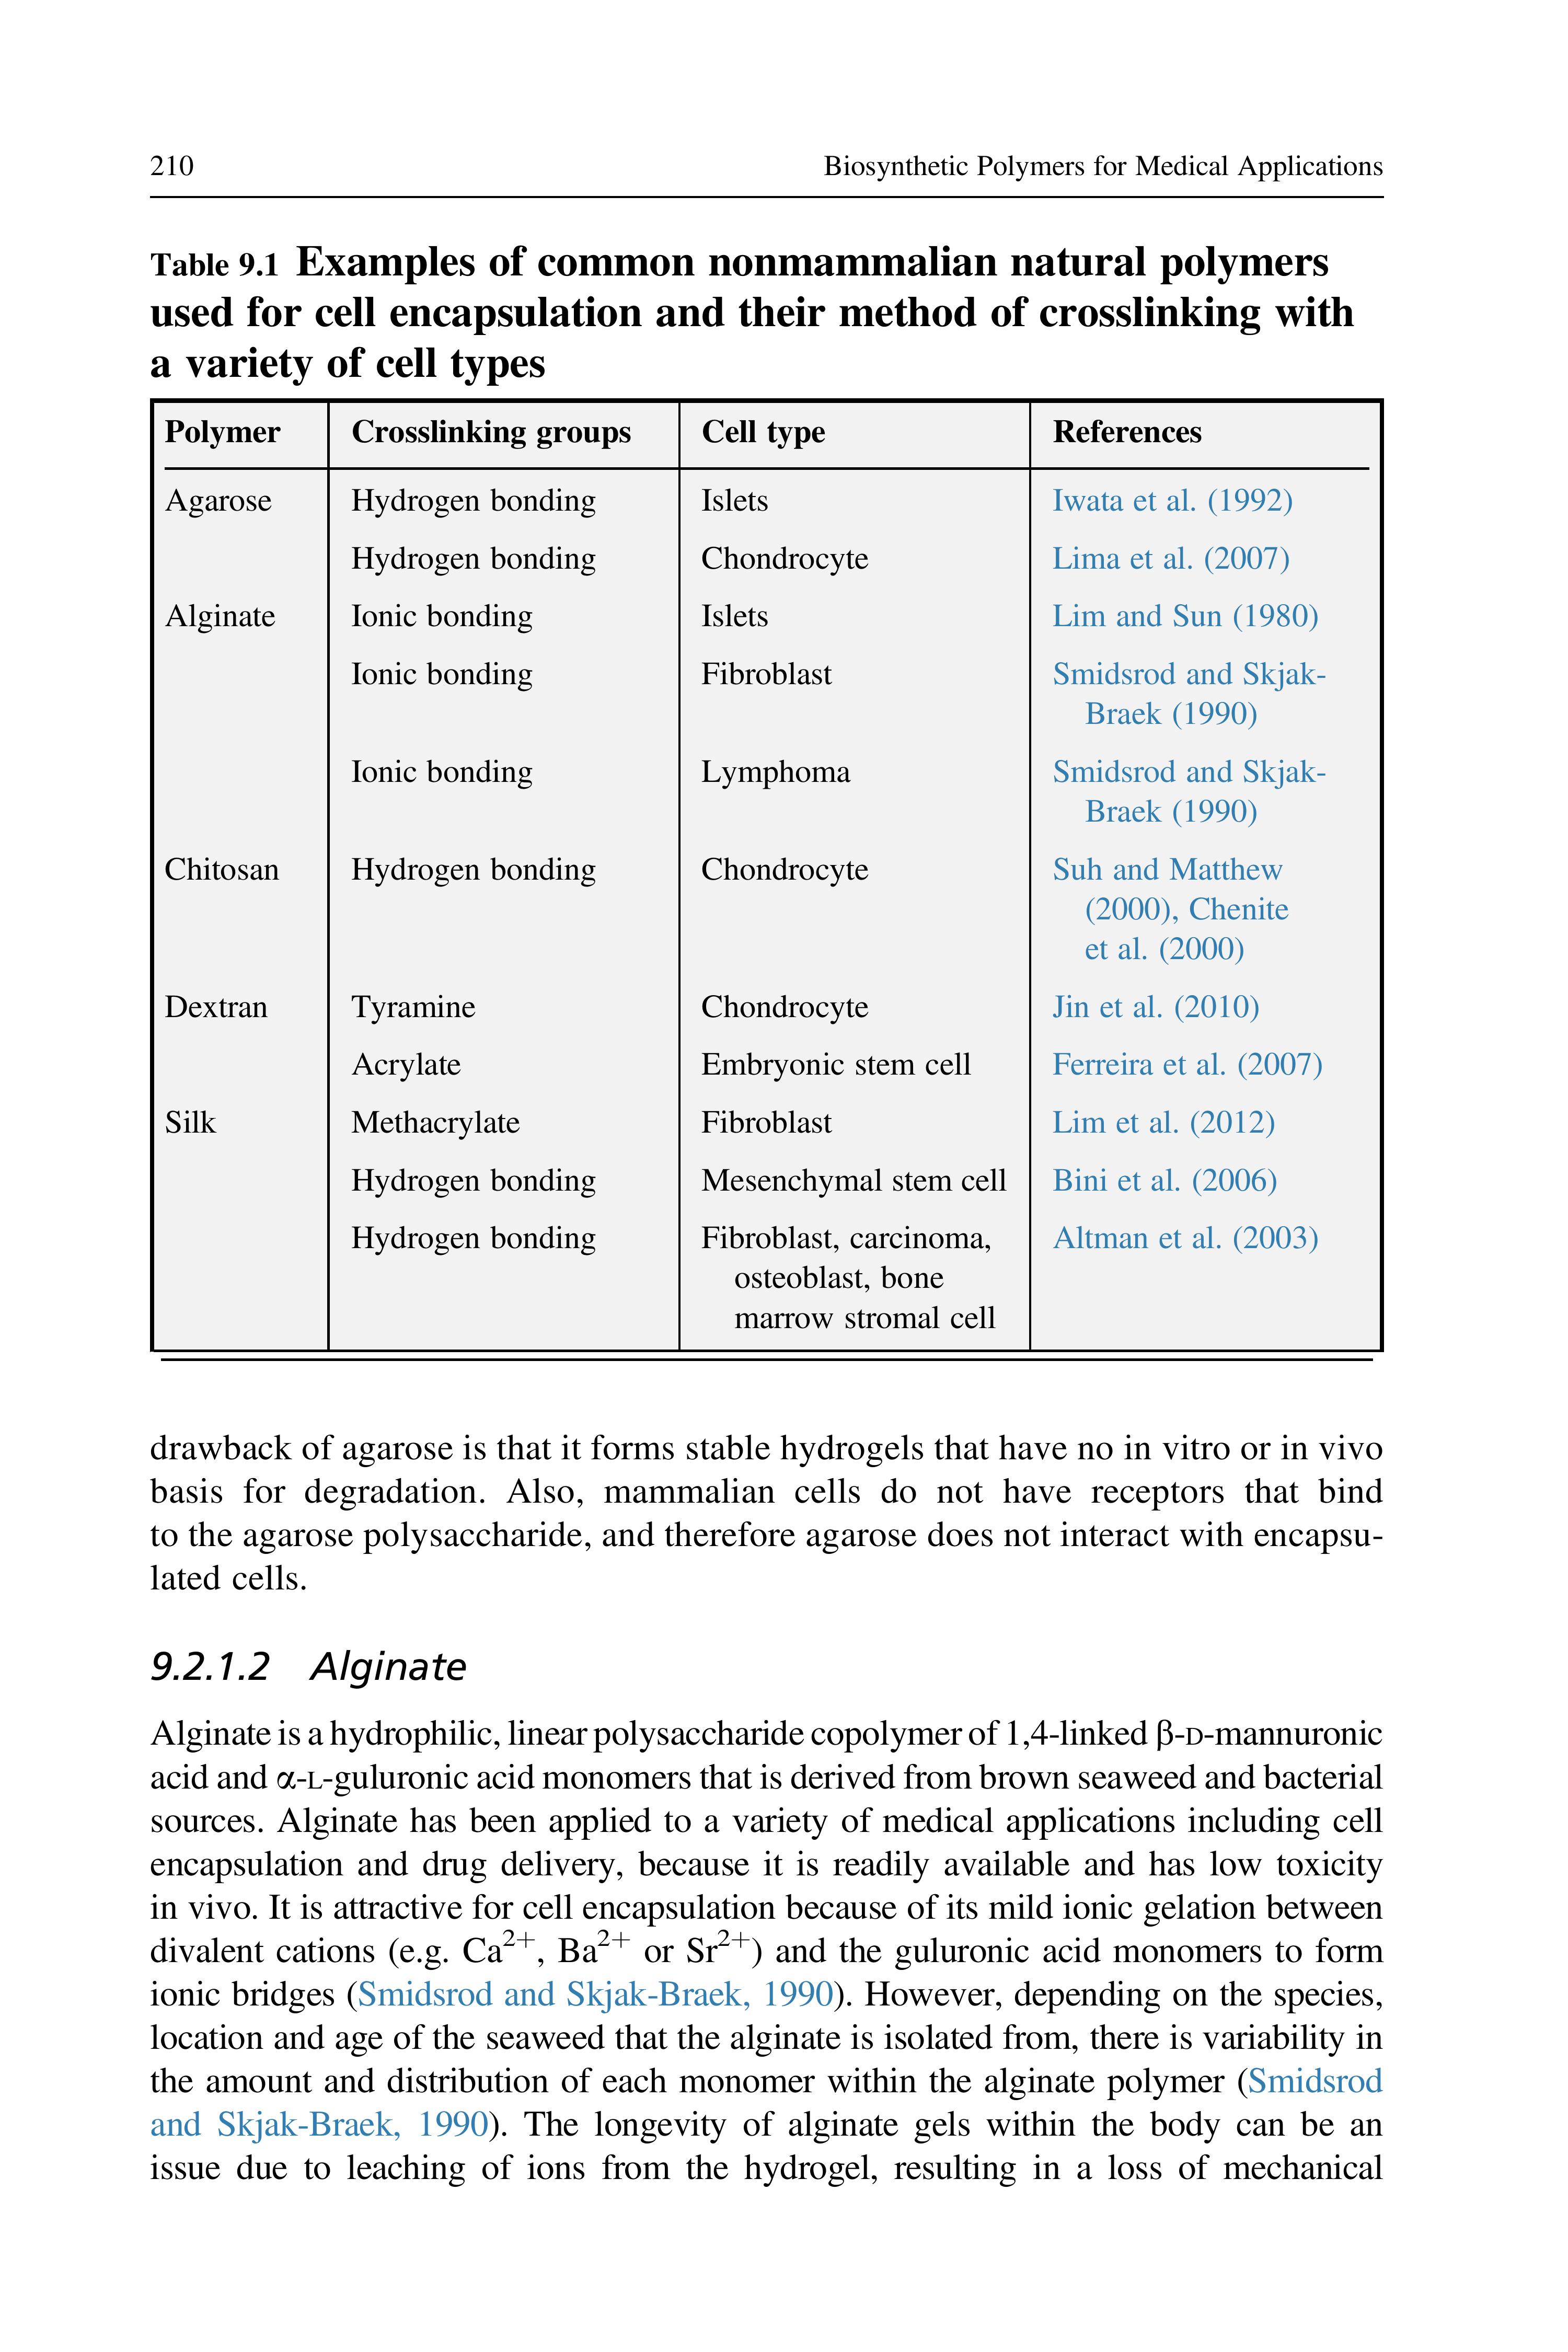 210 Biosynthetic Polymers for Medical Applications
Table 9.1 Examples of common nonmammalian natural polymers
used for cell encapsulation and their method of crosslinking with
a variety of cell types
Polymer Crosslinking groups Cell type References
Agarose Hydrogen bonding Islets Iwata et al. (1992)
Hydrogen bonding Chondrocyte Lima et al. (2007)
Alginate Ionic bonding Islets Lim and Sun (1980)
Ionic bonding Fibroblast Smidsrod and Skjak-
Braek (1990)
Ionic bonding Lymphoma Smidsrod and Skjak-
Braek (1990)
Chitosan Hydrogen bonding Chondrocyte Suh and Matthew
(2000), Chenite
et al. (2000)
Dextran Tyramine Chondrocyte Jin et al. (2010)
Acrylate Embryonic stem cell Ferreira et al. (2007)
Silk Methacrylate Fibroblast Lim et al. (2012)
Hydrogen bonding Mesenchymal stem cell Bini et al. (2006)
Hydrogen bonding Fibroblast, carcinoma, Altman et al. (2003)
osteoblast, bone
marrow stromal cell
drawback of agarose is that it forms stable hydrogels that have no in vitro or in vivo
basis for degradation. Also, mammalian cells do not have receptors that bind
to the agarose polysaccharide, and therefore agarose does not interact with encapsu-
lated cells.
9.2.1.2 Alginate
Alginate is a hydrophilic, linear polysaccharide copolymer of 1,4-linked β-D-mannuronic
acid and α-L-guluronic acid monomers that is derived from brown seaweed and bacterial
sources. Alginate has been applied to a variety of medical applications including cell
encapsulation and drug delivery, because it is readily available and has low toxicity
in vivo. It is attractive for cell encapsulation because of its mild ionic gelation between
divalent cations (e.g. Ca²⁺, Ba²⁺ or Sr²⁺) and the guluronic acid monomers to form
ionic bridges (Smidsrod and Skjak-Braek, 1990). However, depending on the species,
location and age of the seaweed that the alginate is isolated from, there is variability in
the amount and distribution of each monomer within the alginate polymer (Smidsrod
and Skjak-Braek, 1990). The longevity of alginate gels within the body can be an
issue due to leaching of ions from the hydrogel, resulting in a loss of mechanical